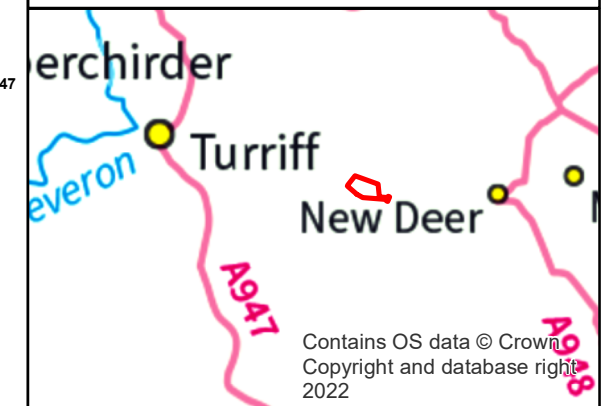 47
erchirder
Turriff
everon
New Deer
A947
A948
Contains OS data © Crown
Copyright and database right
2022